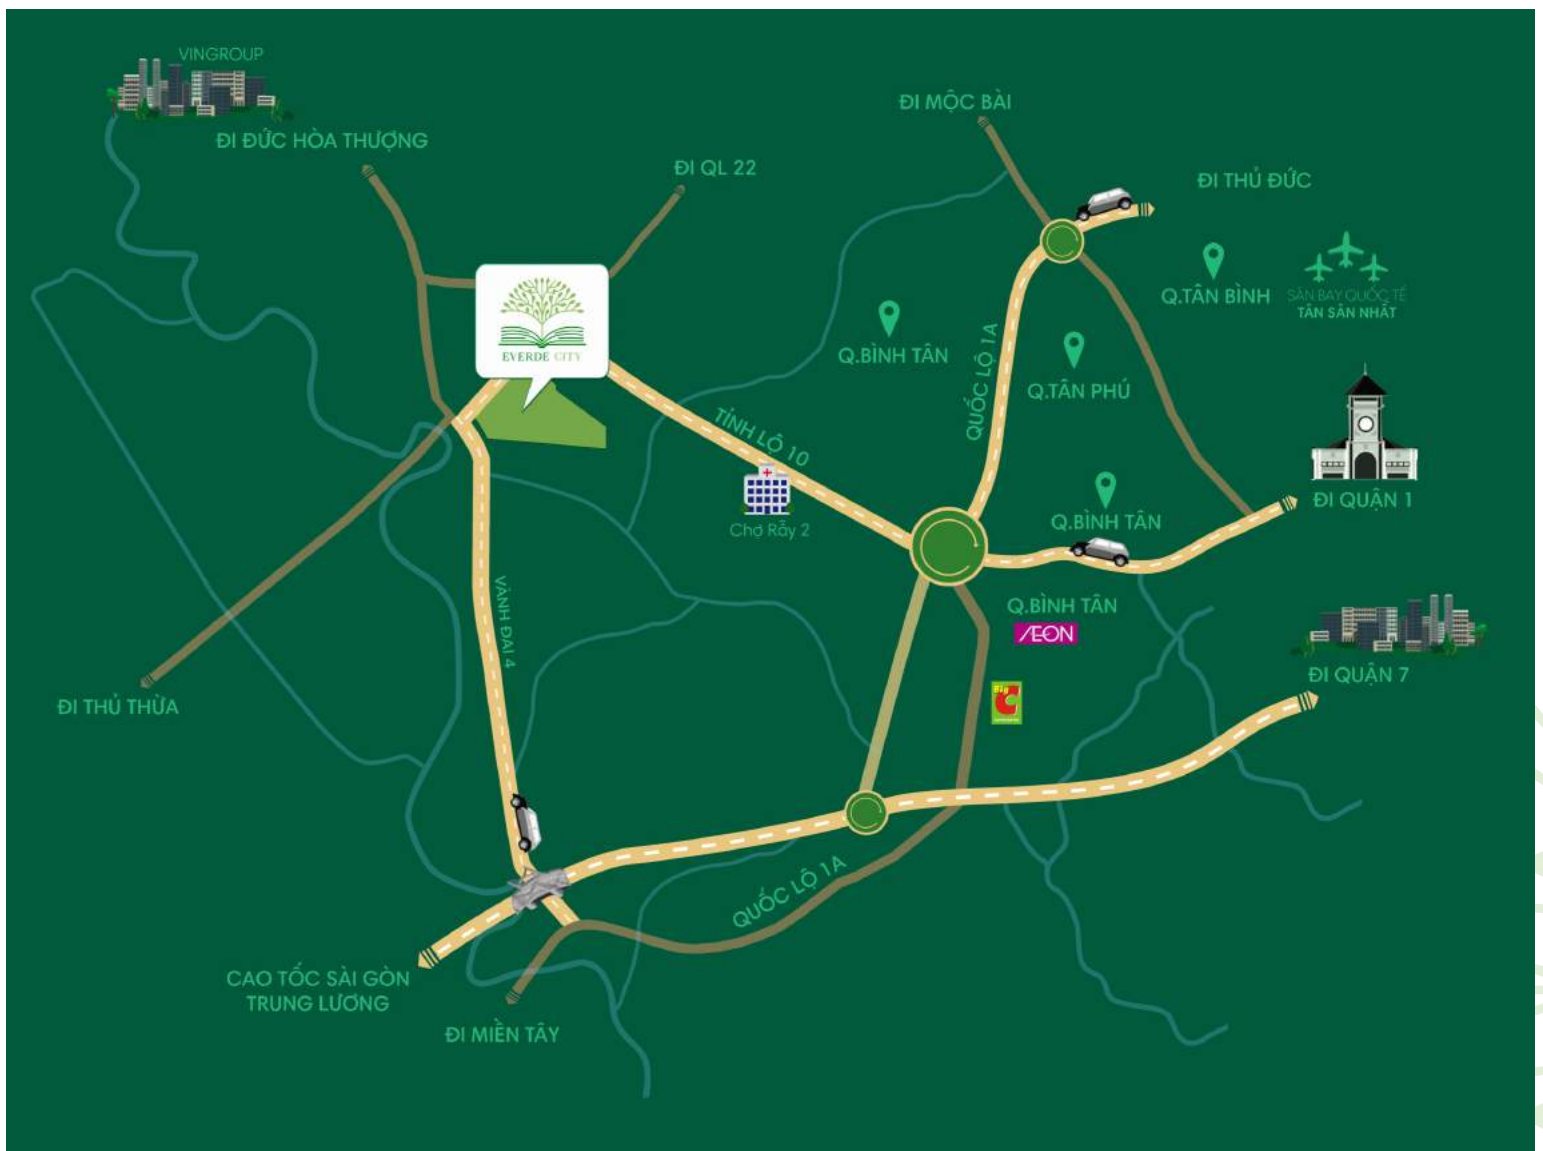 VINGROUP
ĐI ĐỨC HÒA THƯỢNG
ĐI MỘC BÀI
ĐI QL 22
ĐI THỦ ĐỨC
Q.TÂN BÌNH
SÂN BAY QUỐC TẾ
TÂN SÂN NHẤT
EVERDE CITY
Q.BÌNH TÂN
QUỐC LỘ 1A
Q.TÂN PHÚ
TỈNH LỘ 10
Chợ Rẫy 2
Q.BÌNH TÂN
ĐI QUẬN 1
VÀNH ĐAI 4
Q.BÌNH TÂN
ÆON
Big C
ĐI QUẬN 7
ĐI THỦ THỪA
QUỐC LỘ 1A
CAO TỐC SÀI GÒN
TRUNG LƯƠNG
ĐI MIỀN TÂY